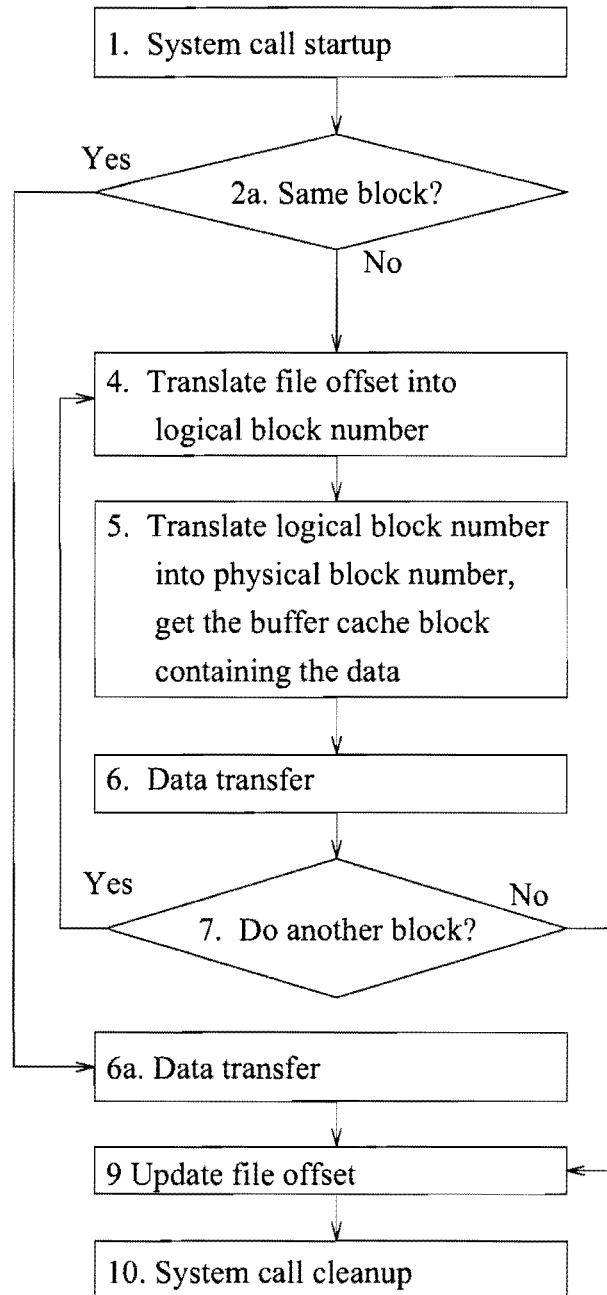 1. System call startup
Yes
2a. Same block?
No
4. Translate file offset into
logical block number
5. Translate logical block number
into physical block number,
get the buffer cache block
containing the data
6. Data transfer
Yes
No
7. Do another block?
6a. Data transfer
9 Update file offset
10. System call cleanup